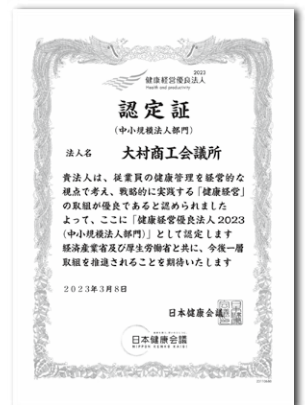 2023
健康経営優良法人
Health and productivity
認定証
(中小規模法人部門)
法人名 大村商工会議所
貴法人は、従業員の健康管理を経営的な
視点で考え、戦略的に実践する「健康経営」
の取組が優良であると認められました
よって、ここに「健康経営優良法人2023
(中小規模法人部門)」として認定します
経済産業省及び厚生労働省と共に、今後一層
取組を推進されることを期待いたします
2023年3月8日
日本健康会議
日本健康会議
NIPPON KENKO KAIGI